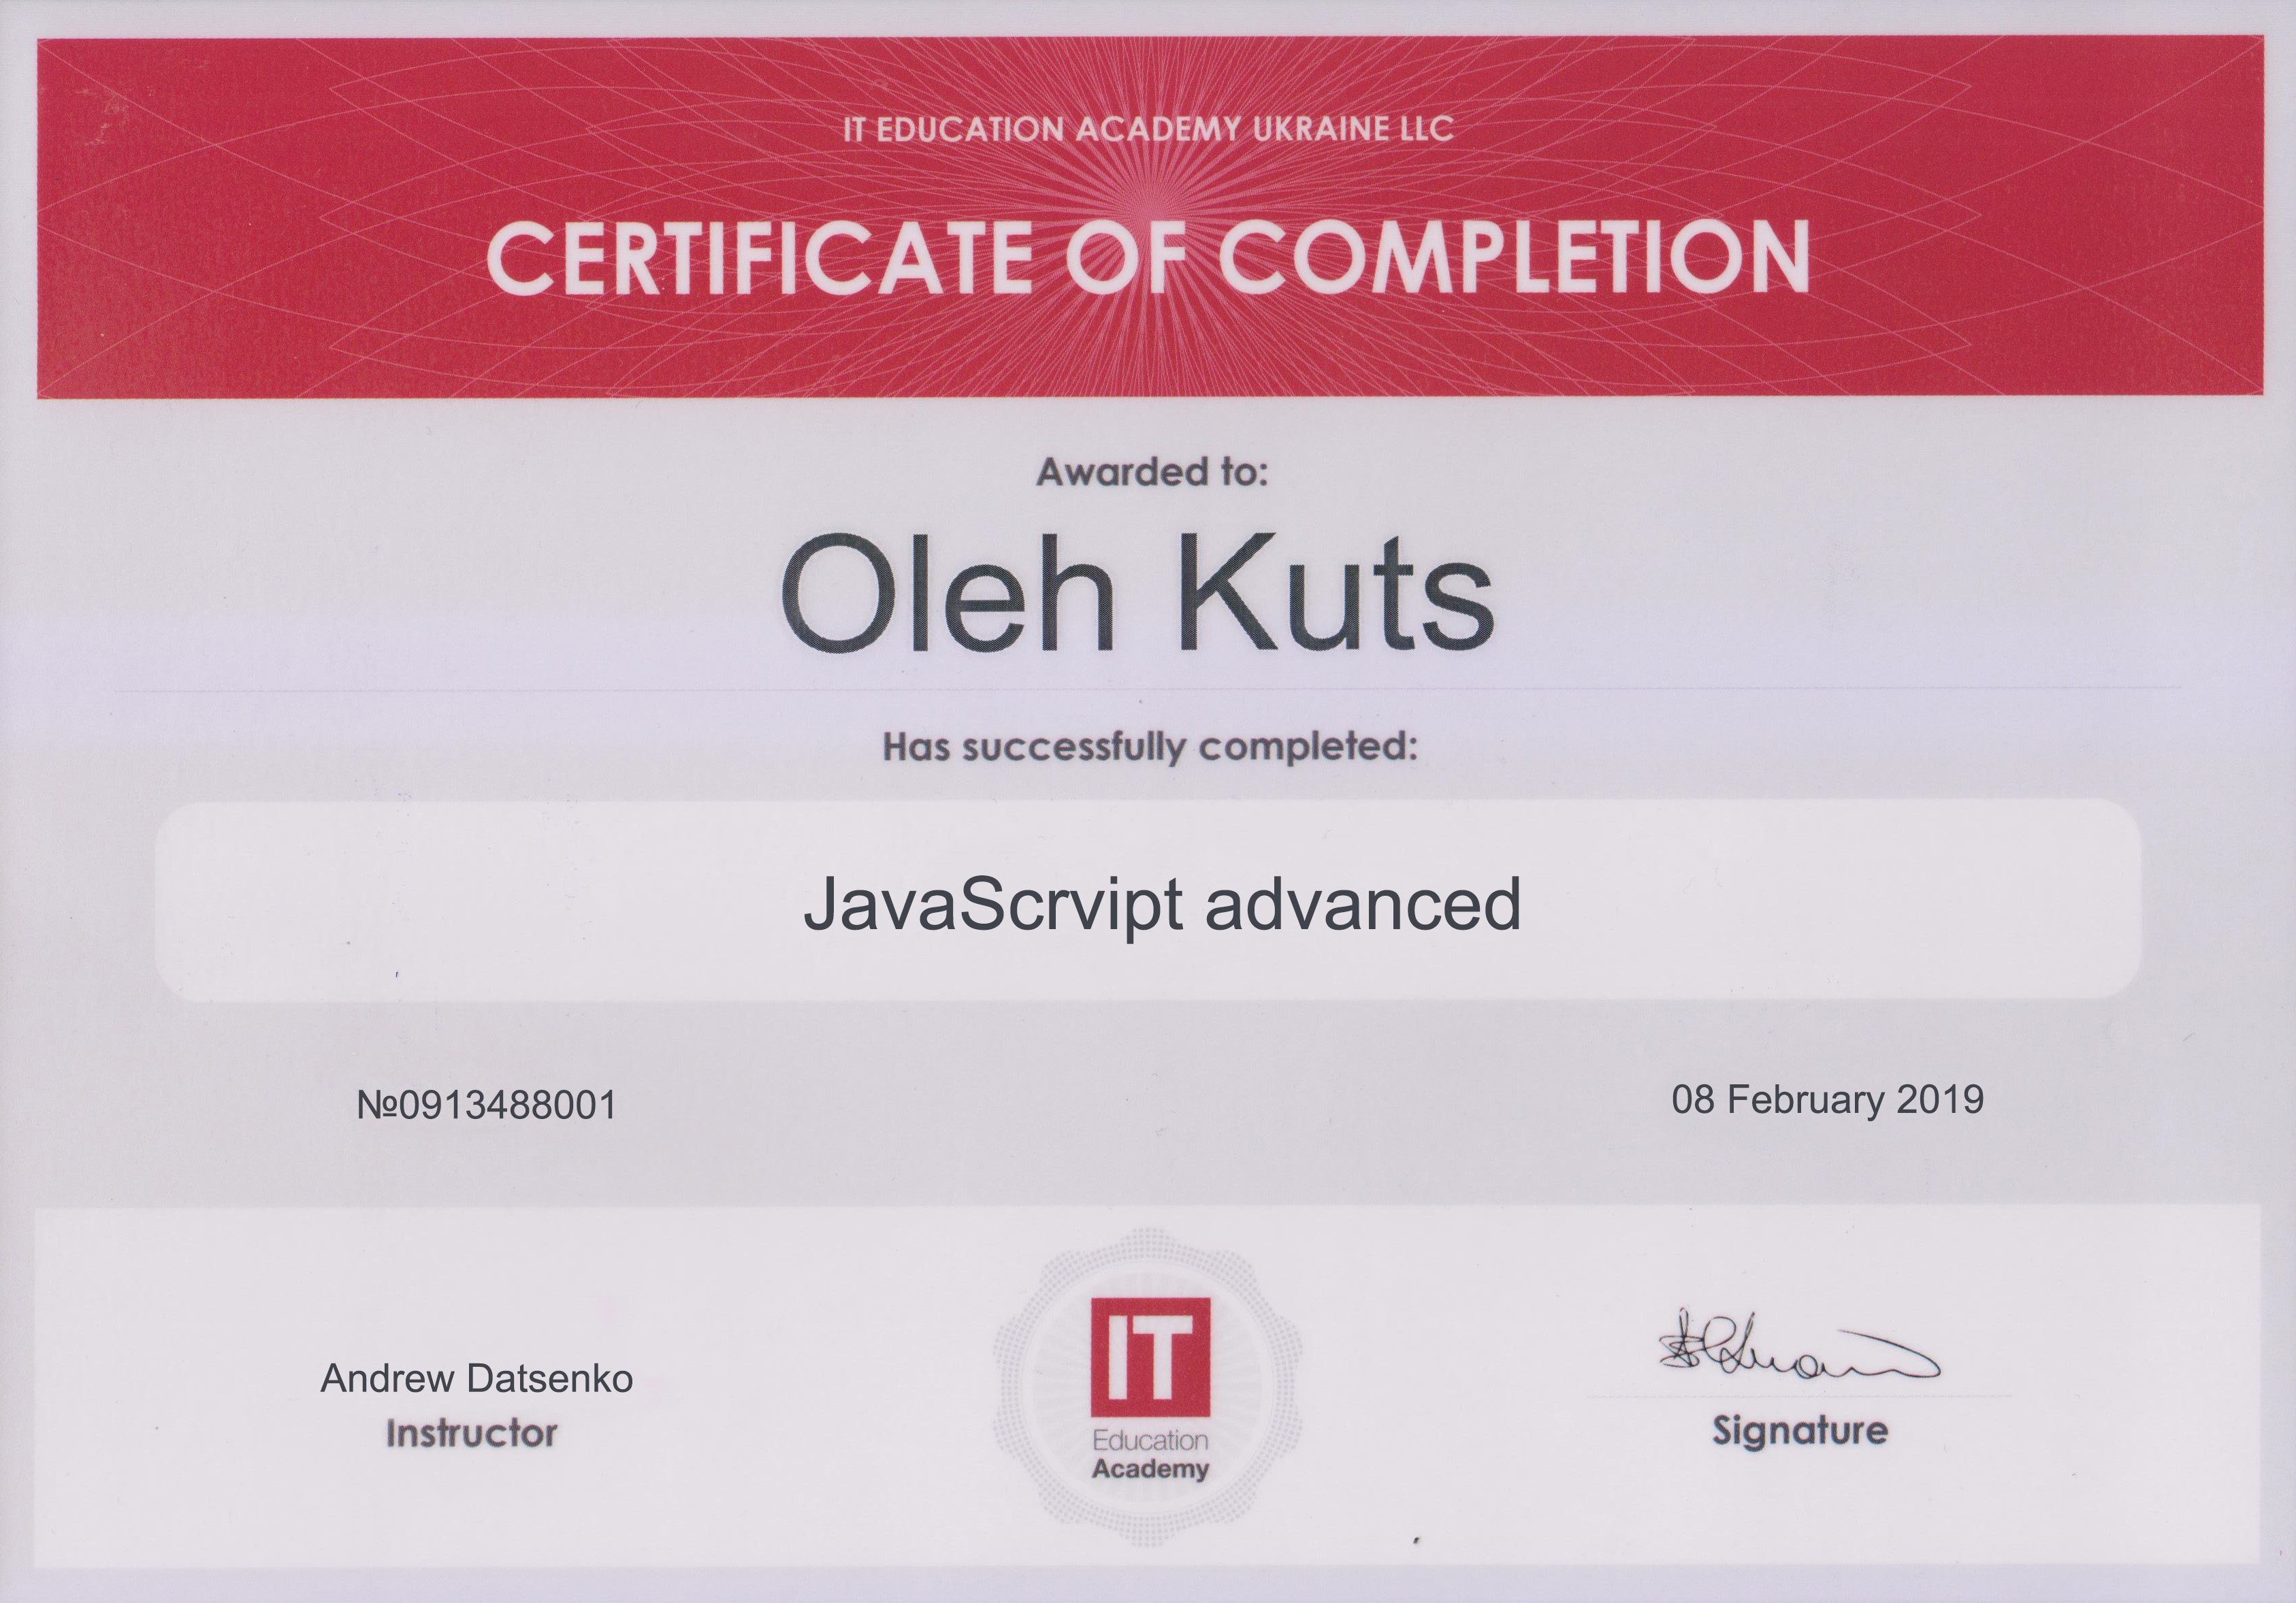 IT EDUCATION ACADEMY UKRAINE LLC
CERTIFICATE OF COMPLETION
Awarded to:
Oleh Kuts
Has successfully completed:
JavaScrvipt advanced
№0913488001
08 February 2019
Andrew Datsenko
Instructor
IT
Education
Academy
Signature